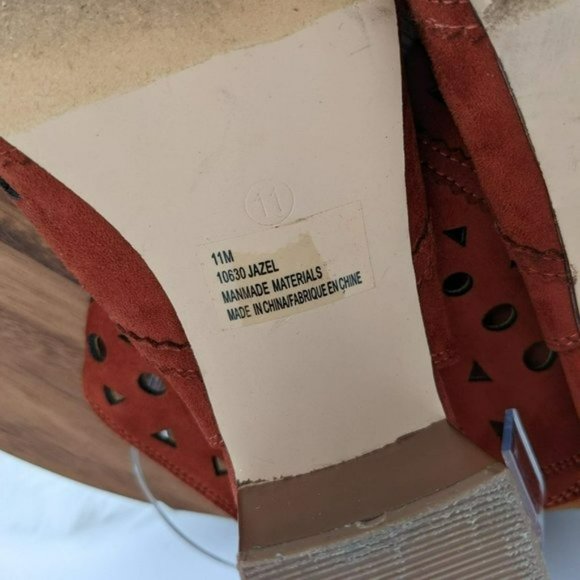 11
11M
10630 JAZEL
MANMADE MATERIALS
MADE IN CHINA/FABRIQUE EN CHINE